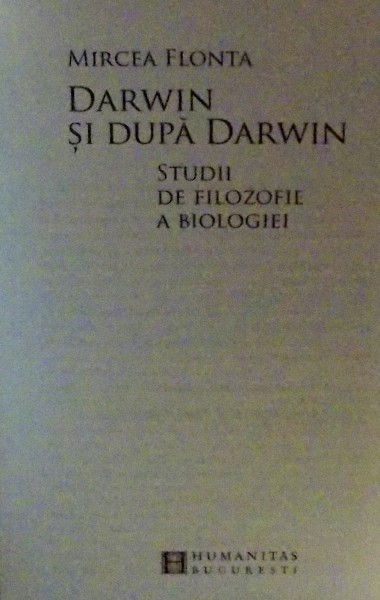 MIRCEA FLONTA
DARWIN
ȘI DUPĂ DARWIN
STUDII
DE FILOZOFIE
A BIOLOGIEI
H HUMANITAS
BUCUREȘTI